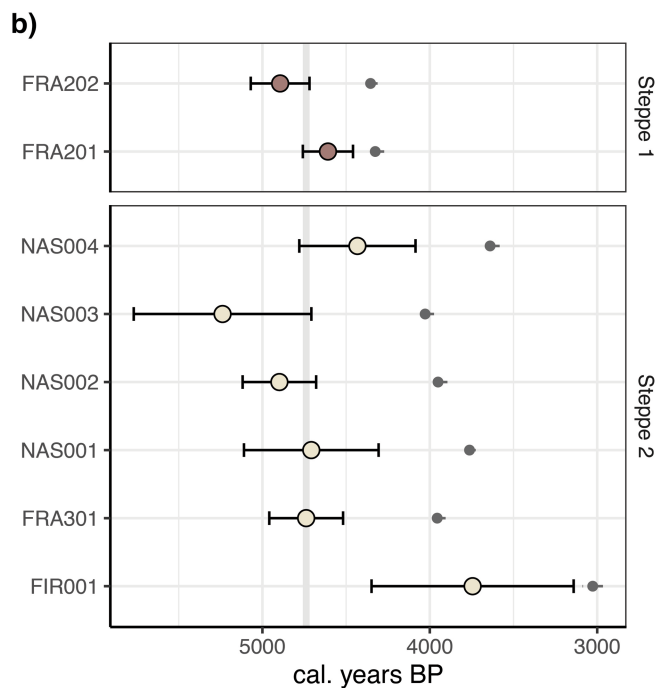 b)
FRA202
FRA201
Steppe 1
NAS004
NAS003
NAS002
NAS001
FRA301
FIR001
Steppe 2
5000 4000 3000
cal. years BP